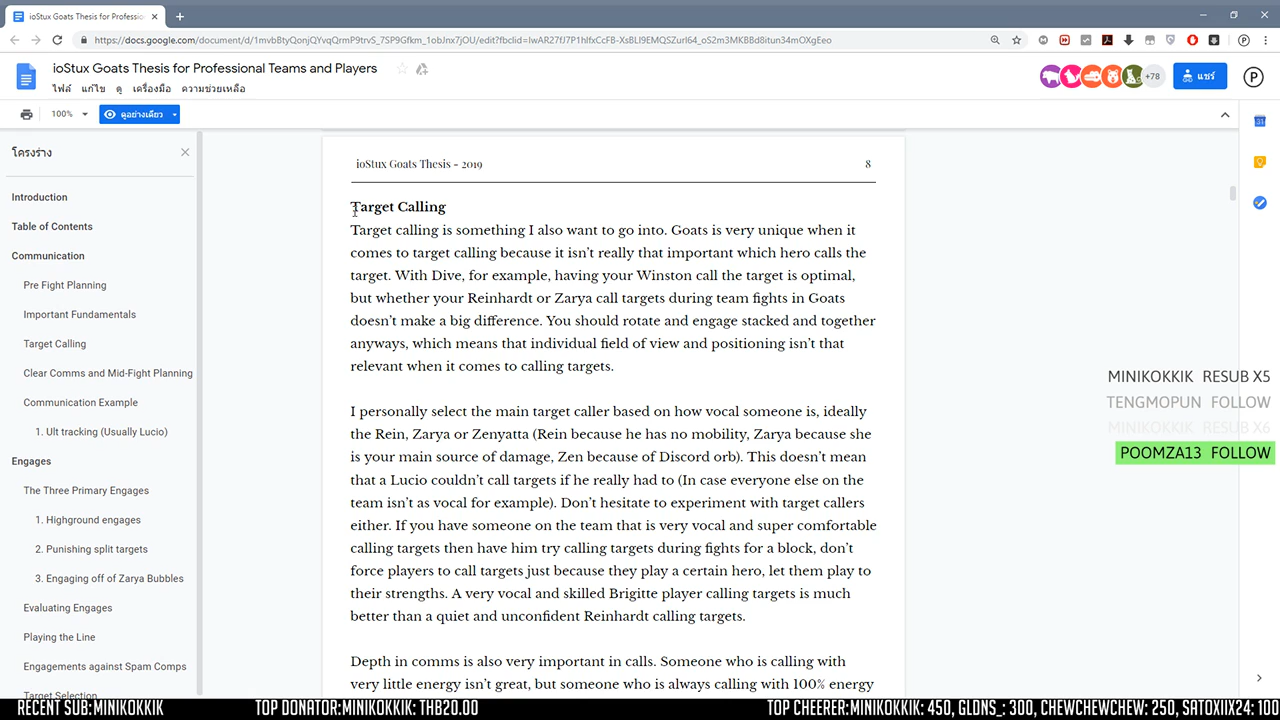 ioStux Goats Thesis for Professio
https://docs.google.com/document/d/1mvbBtyQonjQYvqQrmP9trvS_7SP9Gfkm_1obJnx7jOU/edit?fbclid=IwAR27fJ7P1hlfxCcFB-XsBLl9EMQSZurl64_oS2m3MKBBd8itun34mOXgEeo
ioStux Goats Thesis for Professional Teams and Players
ไฟล์ แก้ไข ดู เครื่องมือ ความช่วยเหลือ
+78
แชร์
P
100%
ดูอย่างเดียว
โครงร่าง
Introduction
Table of Contents
Communication
Pre Fight Planning
Important Fundamentals
Target Calling
Clear Comms and Mid-Fight Planning
Communication Example
1. Ult tracking (Usually Lucio)
Engages
The Three Primary Engages
1. Highground engages
2. Punishing split targets
3. Engaging off of Zarya Bubbles
Evaluating Engages
Playing the Line
Engagements against Spam Comps
Target Selection
ioStux Goats Thesis - 2019 8
Target Calling
Target calling is something I also want to go into. Goats is very unique when it
comes to target calling because it isn't really that important which hero calls the
target. With Dive, for example, having your Winston call the target is optimal,
but whether your Reinhardt or Zarya call targets during team fights in Goats
doesn't make a big difference. You should rotate and engage stacked and together
anyways, which means that individual field of view and positioning isn't that
relevant when it comes to calling targets.
I personally select the main target caller based on how vocal someone is, ideally
the Rein, Zarya or Zenyatta (Rein because he has no mobility, Zarya because she
is your main source of damage, Zen because of Discord orb). This doesn't mean
that a Lucio couldn't call targets if he really had to (In case everyone else on the
team isn't as vocal for example). Don't hesitate to experiment with target callers
either. If you have someone on the team that is very vocal and super comfortable
calling targets then have him try calling targets during fights for a block, don't
force players to call targets just because they play a certain hero, let them play to
their strengths. A very vocal and skilled Brigitte player calling targets is much
better than a quiet and unconfident Reinhardt calling targets.
Depth in comms is also very important in calls. Someone who is calling with
very little energy isn't great, but someone who is always calling with 100% energy
MINIKOKKIK RESUB X5
TENGMOPUN FOLLOW
MINIKOKKIK RESUB X6
POOMZA13 FOLLOW
RECENT SUB:MINIKOKKIK TOP DONATOR:MINIKOKKIK: THB20.00 TOP CHEERER:MINIKOKKIK: 450, GLDNS_: 300, CHEWCHEWCHEW: 250, SATOXIIX24: 100